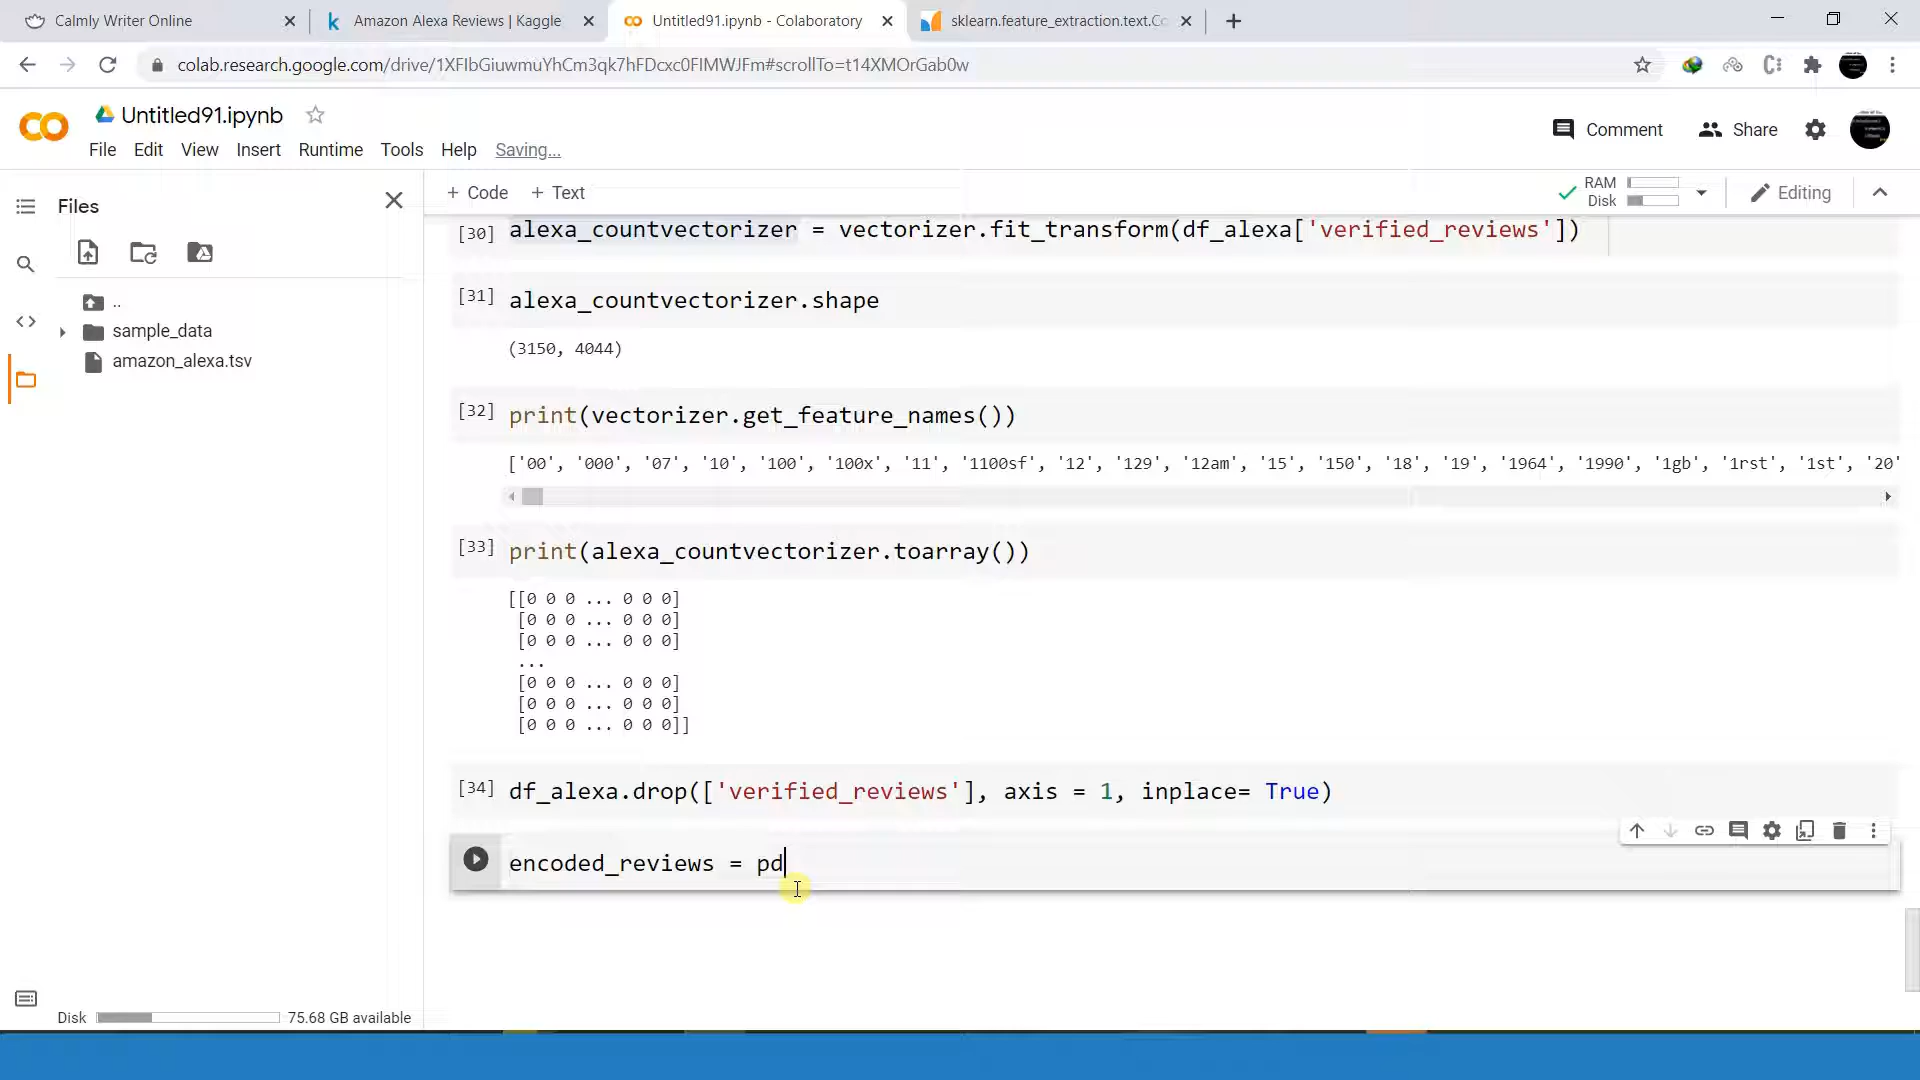 Calmly Writer Online
Amazon Alexa Reviews | Kaggle
Untitled91.ipynb - Colaboratory
sklearn.feature_extraction.text.Co
colab.research.google.com/drive/1XFIbGiuwmuYhCm3qk7hFDcxc0FIMWJFm#scrollTo=t14XMOrGab0w
Untitled91.ipynb
Comment
Share
File Edit View Insert Runtime Tools Help Saving...
Files
+ Code + Text
RAM
Disk
Editing
..
sample_data
amazon_alexa.tsv
[30] alexa_countvectorizer = vectorizer.fit_transform(df_alexa['verified_reviews'])
[31] alexa_countvectorizer.shape
(3150, 4044)
[32] print(vectorizer.get_feature_names())
['00', '000', '07', '10', '100', '100x', '11', '1100sf', '12', '129', '12am', '15', '150', '18', '19', '1964', '1990', '1gb', '1rst', '1st', '20'
[33] print(alexa_countvectorizer.toarray())
[[0 0 0 ... 0 0 0]
[0 0 0 ... 0 0 0]
[0 0 0 ... 0 0 0]
...
[0 0 0 ... 0 0 0]
[0 0 0 ... 0 0 0]
[0 0 0 ... 0 0 0]]
[34] df_alexa.drop(['verified_reviews'], axis = 1, inplace= True)
encoded_reviews = pd
Disk 75.68 GB available